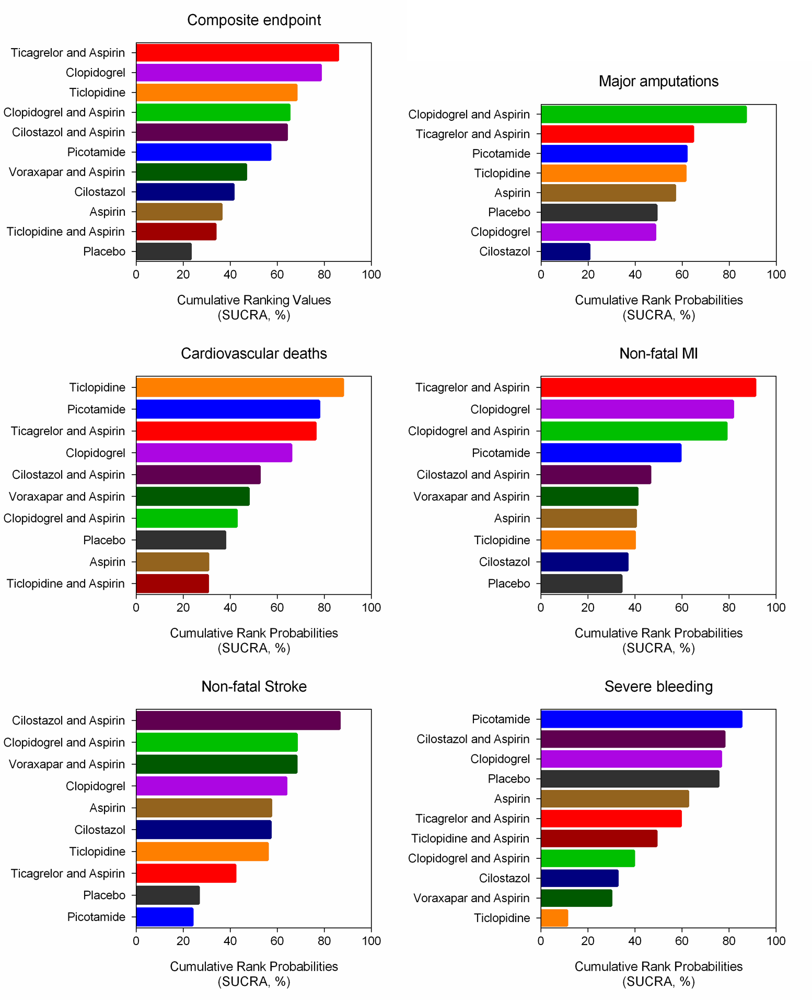 Composite endpoint
Ticagrelor and Aspirin
Clopidogrel
Ticlopidine
Clopidogrel and Aspirin
Cilostazol and Aspirin
Picotamide
Voraxapar and Aspirin
Cilostazol
Aspirin
Ticlopidine and Aspirin
Placebo
0 20 40 60 80 100
Cumulative Ranking Values
(SUCRA, %)
Major amputations
Clopidogrel and Aspirin
Ticagrelor and Aspirin
Picotamide
Ticlopidine
Aspirin
Placebo
Clopidogrel
Cilostazol
0 20 40 60 80 100
Cumulative Rank Probabilities
(SUCRA, %)
Cardiovascular deaths
Ticlopidine
Picotamide
Ticagrelor and Aspirin
Clopidogrel
Cilostazol and Aspirin
Voraxapar and Aspirin
Clopidogrel and Aspirin
Placebo
Aspirin
Ticlopidine and Aspirin
0 20 40 60 80 100
Cumulative Rank Probabilities
(SUCRA, %)
Non-fatal MI
Ticagrelor and Aspirin
Clopidogrel
Clopidogrel and Aspirin
Picotamide
Cilostazol and Aspirin
Voraxapar and Aspirin
Aspirin
Ticlopidine
Cilostazol
Placebo
0 20 40 60 80 100
Cumulative Rank Probabilities
(SUCRA, %)
Non-fatal Stroke
Cilostazol and Aspirin
Clopidogrel and Aspirin
Voraxapar and Aspirin
Clopidogrel
Aspirin
Cilostazol
Ticlopidine
Ticagrelor and Aspirin
Placebo
Picotamide
0 20 40 60 80 100
Cumulative Rank Probabilities
(SUCRA, %)
Severe bleeding
Picotamide
Cilostazol and Aspirin
Clopidogrel
Placebo
Aspirin
Ticagrelor and Aspirin
Ticlopidine and Aspirin
Clopidogrel and Aspirin
Cilostazol
Voraxapar and Aspirin
Ticlopidine
0 20 40 60 80 100
Cumulative Rank Probabilities
(SUCRA, %)